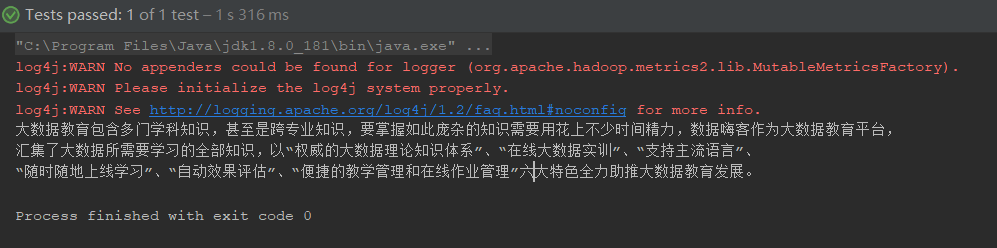 Tests passed: 1 of 1 test – 1 s 316 ms
"C:\Program Files\Java\jdk1.8.0_181\bin\java.exe" ...
log4j:WARN No appenders could be found for logger (org.apache.hadoop.metrics2.lib.MutableMetricsFactory).
log4j:WARN Please initialize the log4j system properly.
log4j:WARN See http://logging.apache.org/log4j/1.2/faq.html#noconfig for more info.
大数据教育包含多门学科知识，甚至是跨专业知识，要掌握如此庞杂的知识需要用花上不少时间精力，数据嗨客作为大数据教育平台，
汇集了大数据所需要学习的全部知识，以“权威的大数据理论知识体系”、“在线大数据实训”、“支持主流语言”、
“随时随地上线学习”、“自动效果评估”、“便捷的教学管理和在线作业管理”六大特色全力助推大数据教育发展。
Process finished with exit code 0